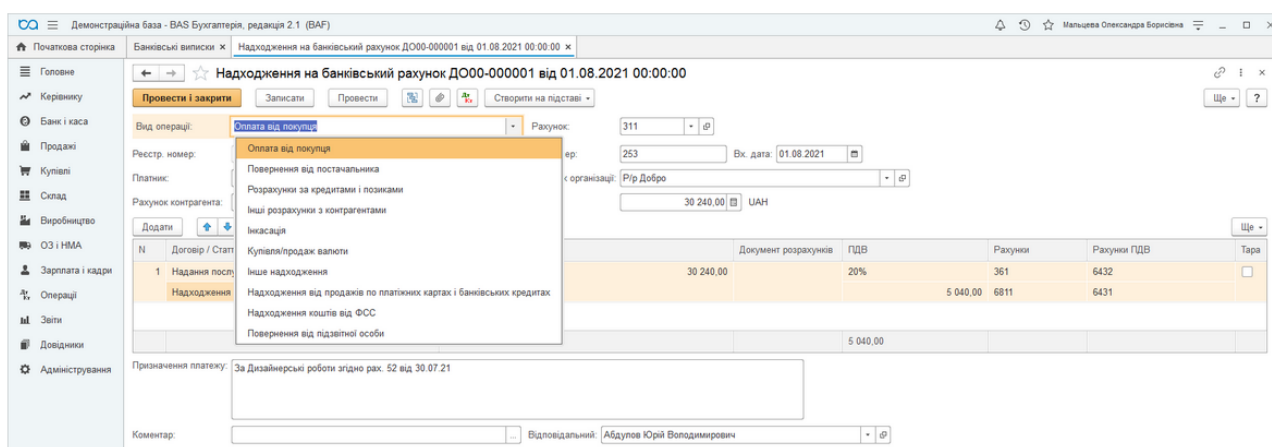 Демонстраційна база - BAS Бухгалтерія, редакція 2.1 (BAF) Мальцева Олександра Борисівна
Початкова сторінка Банківські виписки × Надходження на банківський рахунок ДО00-000001 від 01.08.2021 00:00:00 ×
Головне
Керівнику
Банк і каса
Продажі
Купівлі
Склад
Виробництво
ОЗ і НМА
Зарплата і кадри
Операції
Звіти
Довідники
Адміністрування
Надходження на банківський рахунок ДО00-000001 від 01.08.2021 00:00:00
Провести і закрити Записати Провести Дт Кт Створити на підставі Ще ?
Вид операції: Оплата від покупця Рахунок: 311
Реєстр. номер: ер: 253 Вх. дата: 01.08.2021
Платник: к організації: Р/р Добро
Рахунок контрагента: 30 240,00 UAH
Оплата від покупця
Повернення від постачальника
Розрахунки за кредитами і позиками
Інші розрахунки з контрагентами
Інкасація
Купівля/продаж валюти
Інше надходження
Надходження від продажів по платіжних картах і банківських кредитах
Надходження коштів від ФСС
Повернення від підзвітної особи
Додати Ще
N Договір / Статт Документ розрахунків ПДВ Рахунки Рахунки ПДВ Тара
1 Надання послу 30 240,00 20% 361 6432
Надходження 5 040,00 6811 6431
5 040,00
Призначення платежу: За Дизайнерські роботи згідно рах. 52 від 30.07.21
Коментар: ... Відповідальний: Абдулов Юрій Володимирович